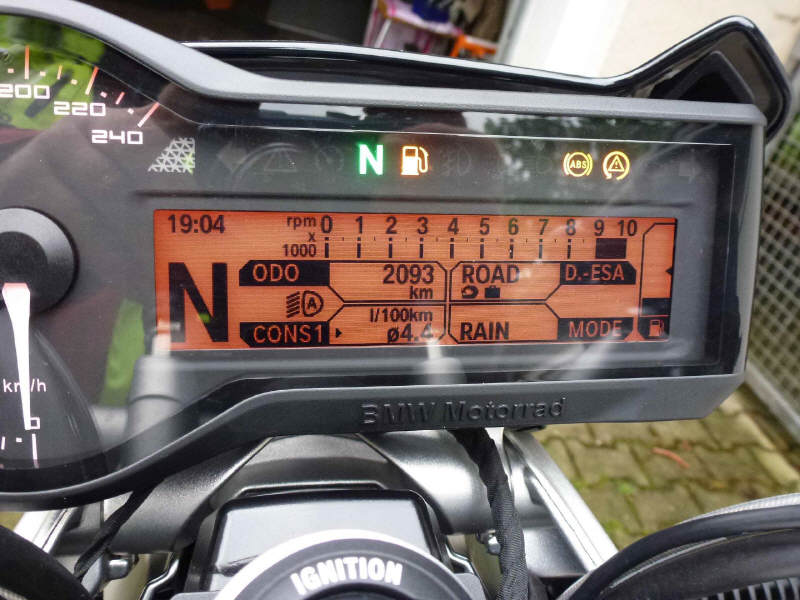 200
220
240
N
ABS
19:04 rpm x 1000 0 1 2 3 4 5 6 7 8 9 10
N
ODO 2093 km
ROAD D.-ESA
A
CONS1 l/100km ø4.4
RAIN MODE
km/h
0
BMW Motorrad
IGNITION